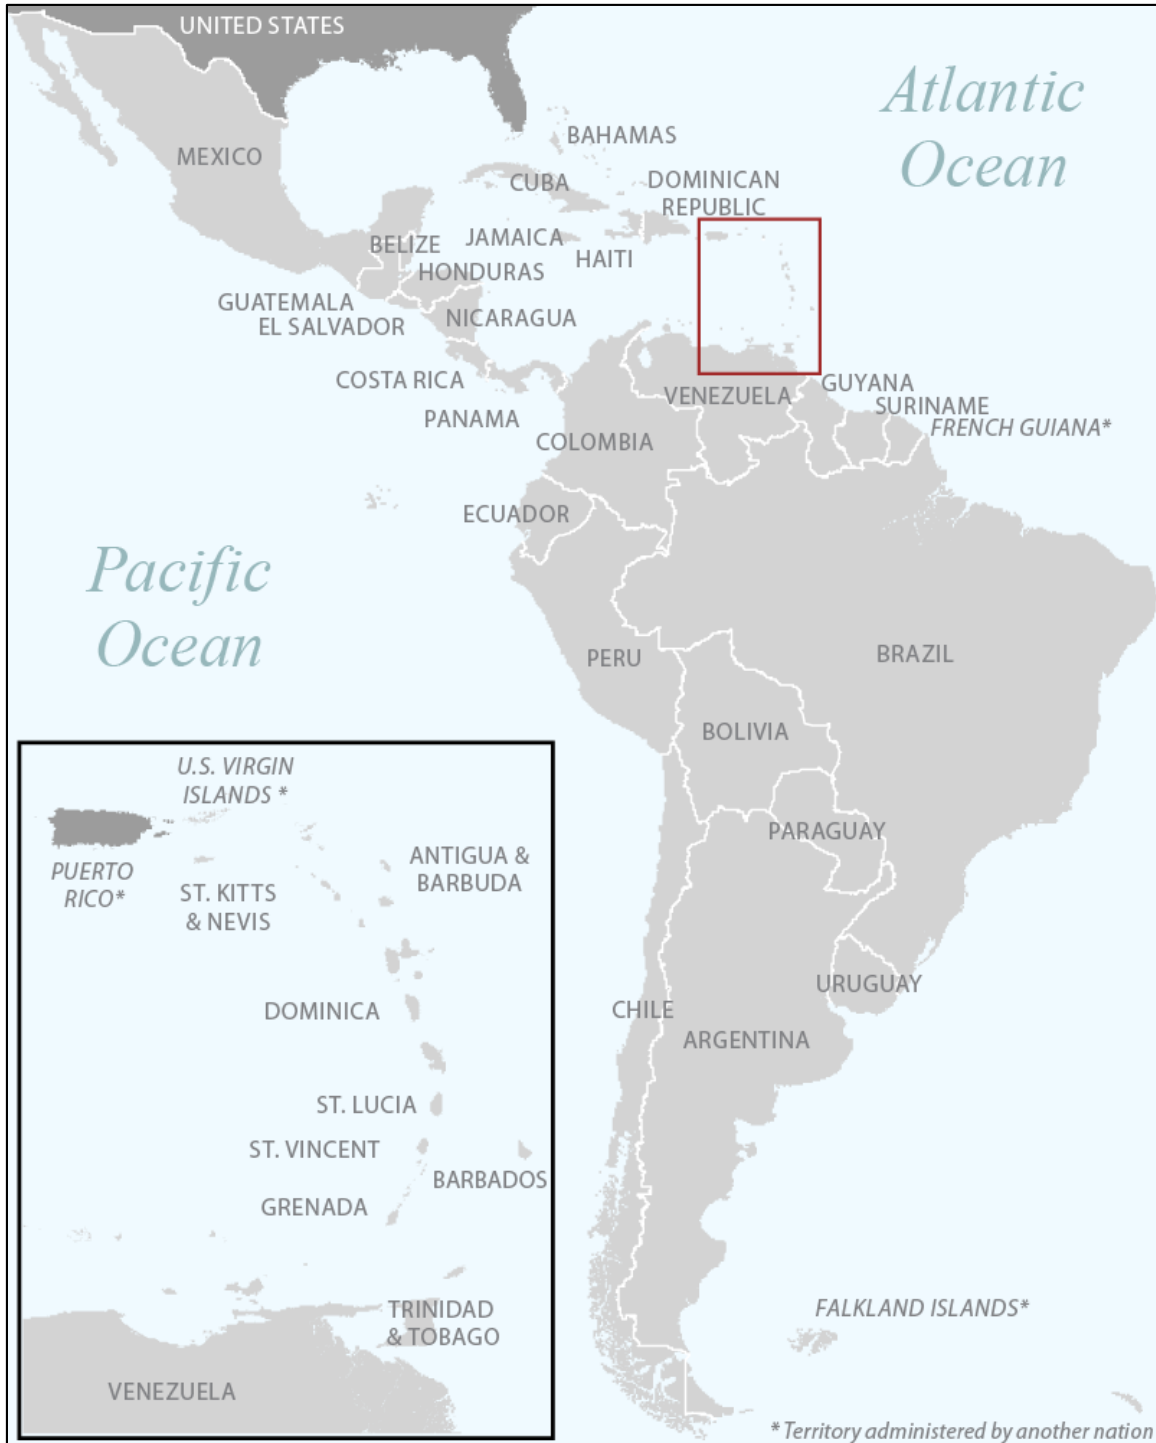 UNITED STATES
Atlantic
Ocean
BAHAMAS
MEXICO
CUBA
DOMINICAN
REPUBLIC
BELIZE
JAMAICA
HAITI
HONDURAS
GUATEMALA
EL SALVADOR
NICARAGUA
COSTA RICA
PANAMA
VENEZUELA
GUYANA
SURINAME
FRENCH GUIANA*
COLOMBIA
ECUADOR
Pacific
Ocean
PERU
BRAZIL
BOLIVIA
PARAGUAY
URUGUAY
CHILE
ARGENTINA
FALKLAND ISLANDS*
U.S. VIRGIN
ISLANDS *
PUERTO
RICO*
ST. KITTS
& NEVIS
ANTIGUA &
BARBUDA
DOMINICA
ST. LUCIA
ST. VINCENT
BARBADOS
GRENADA
TRINIDAD
& TOBAGO
VENEZUELA
* Territory administered by another nation